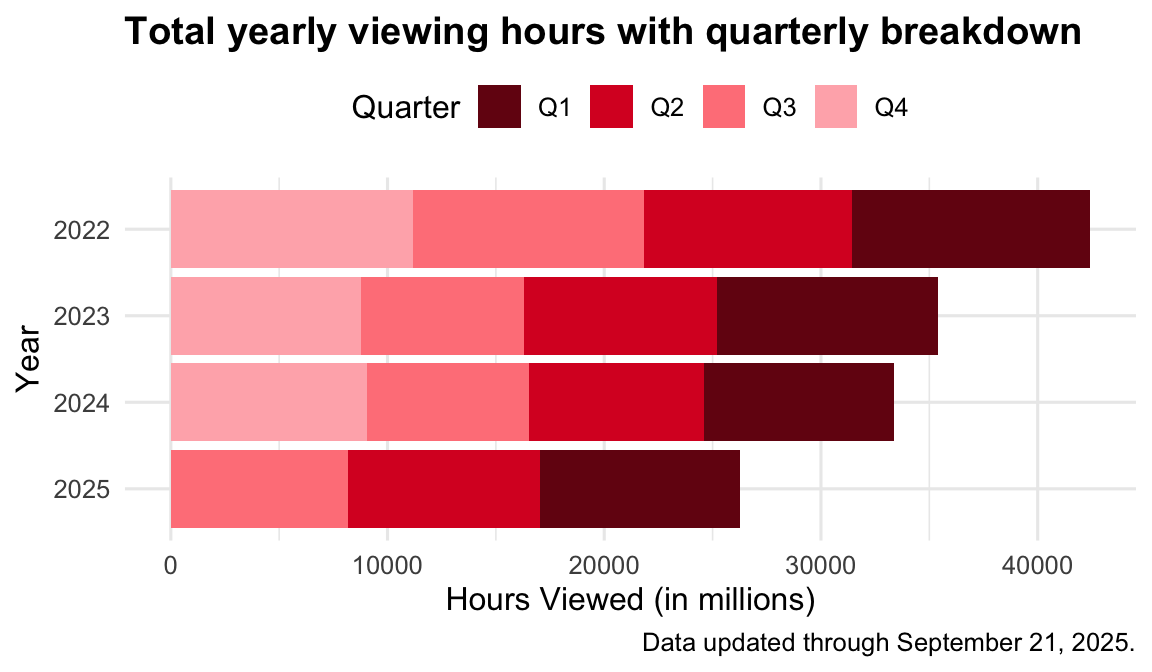 Total yearly viewing hours with quarterly breakdown
Quarter Q1 Q2 Q3 Q4
Year
2022
2023
2024
2025
0 10000 20000 30000 40000
Hours Viewed (in millions)
Data updated through September 21, 2025.